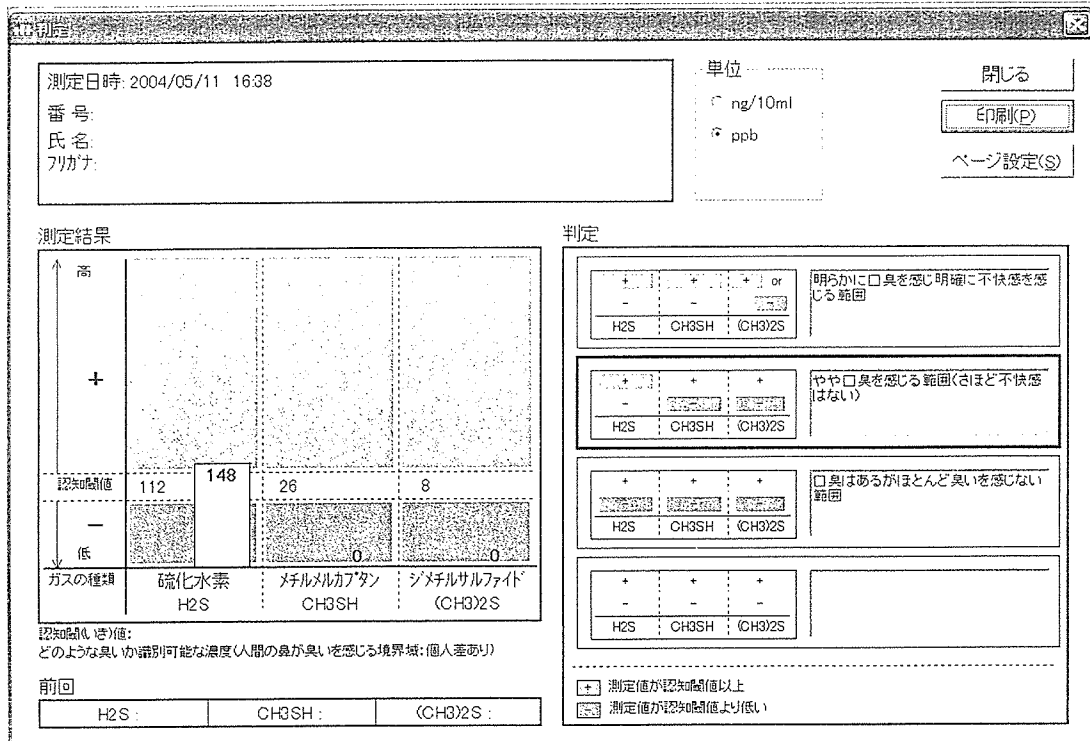 判定
測定日時: 2004/05/11 16:38
番 号:
氏 名:
フリガナ:
単位
ng/10ml
ppb
閉じる
印刷(P)
ページ設定(S)
測定結果
高
+
認知閾値 112 148 26 8
−
低
0 0
ガスの種類 硫化水素 メチルメルカプタン ジメチルサルファイド
H2S CH3SH (CH3)2S
認知閾(いき)値:
どのような臭いか識別可能な濃度(人間の鼻が臭いを感じる境界域:個人差あり)
前回
H2S : CH3SH : (CH3)2S :
判定
+ + + or
- - -
H2S CH3SH (CH3)2S
明らかに口臭を感じ明確に不快感を感
じる範囲
+ + +
- - -
H2S CH3SH (CH3)2S
やや口臭を感じる範囲(さほど不快感
はない)
+ + +
- - -
H2S CH3SH (CH3)2S
口臭はあるがほとんど臭いを感じない
範囲
+ + +
- - -
H2S CH3SH (CH3)2S
+ 測定値が認知閾値以上
- 測定値が認知閾値より低い